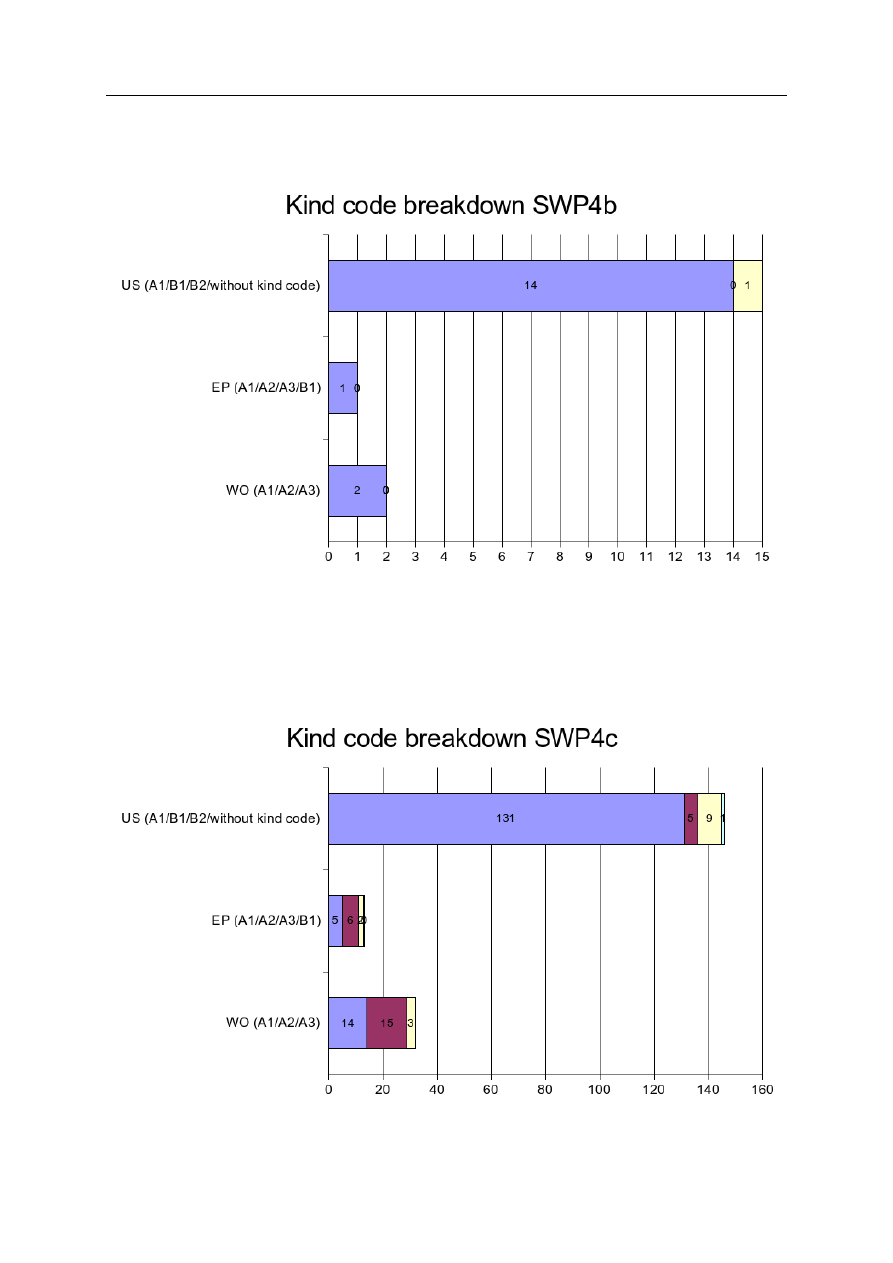 Kind code breakdown SWP4b
US (A1/B1/B2/without kind code)
14 0 1
EP (A1/A2/A3/B1)
1 0
WO (A1/A2/A3)
2 0
0 1 2 3 4 5 6 7 8 9 10 11 12 13 14 15
Kind code breakdown SWP4c
US (A1/B1/B2/without kind code)
131 5 9 1
EP (A1/A2/A3/B1)
5 6 2 0
WO (A1/A2/A3)
14 15 3
0 20 40 60 80 100 120 140 160